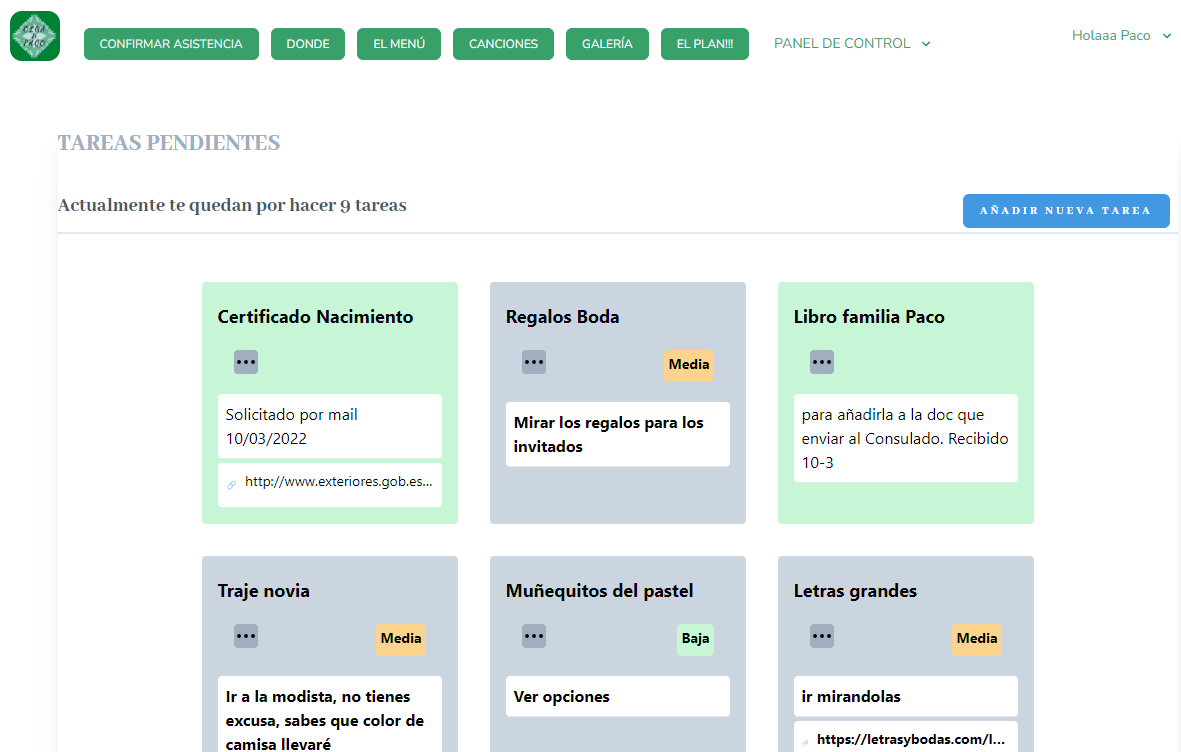 OLGA
&
PACO
CONFIRMAR ASISTENCIA
DONDE
EL MENÚ
CANCIONES
GALERÍA
EL PLAN!!!
PANEL DE CONTROL
Holaaa Paco
TAREAS PENDIENTES
Actualmente te quedan por hacer 9 tareas
AÑADIR NUEVA TAREA
Certificado Nacimiento
Solicitado por mail
10/03/2022
http://www.exteriores.gob.es...
Regalos Boda
Media
Mirar los regalos para los
invitados
Libro familia Paco
para añadirla a la doc que
enviar al Consulado. Recibido
10-3
Traje novia
Media
Ir a la modista, no tienes
excusa, sabes que color de
camisa llevaré
Muñequitos del pastel
Baja
Ver opciones
Letras grandes
Media
ir mirandolas
https://letrasybodas.com/l...